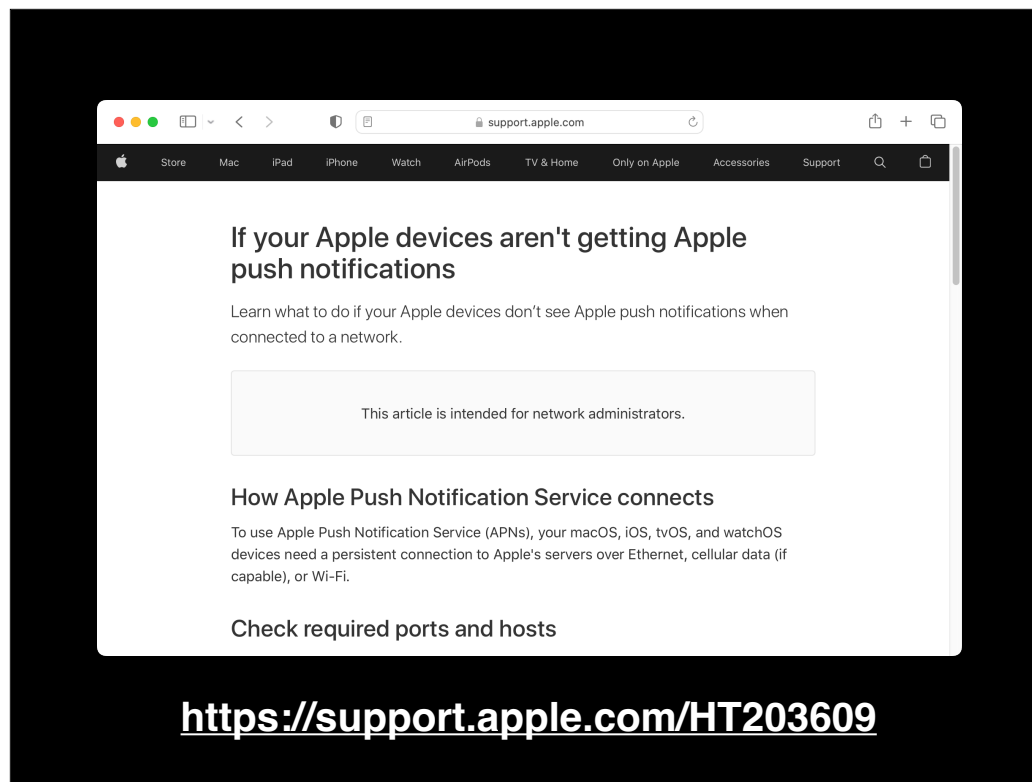 support.apple.com
Store Mac iPad iPhone Watch AirPods TV & Home Only on Apple Accessories Support
If your Apple devices aren't getting Apple
push notifications
Learn what to do if your Apple devices don’t see Apple push notifications when
connected to a network.
This article is intended for network administrators.
How Apple Push Notification Service connects
To use Apple Push Notification Service (APNs), your macOS, iOS, tvOS, and watchOS
devices need a persistent connection to Apple's servers over Ethernet, cellular data (if
capable), or Wi-Fi.
Check required ports and hosts
https://support.apple.com/HT203609